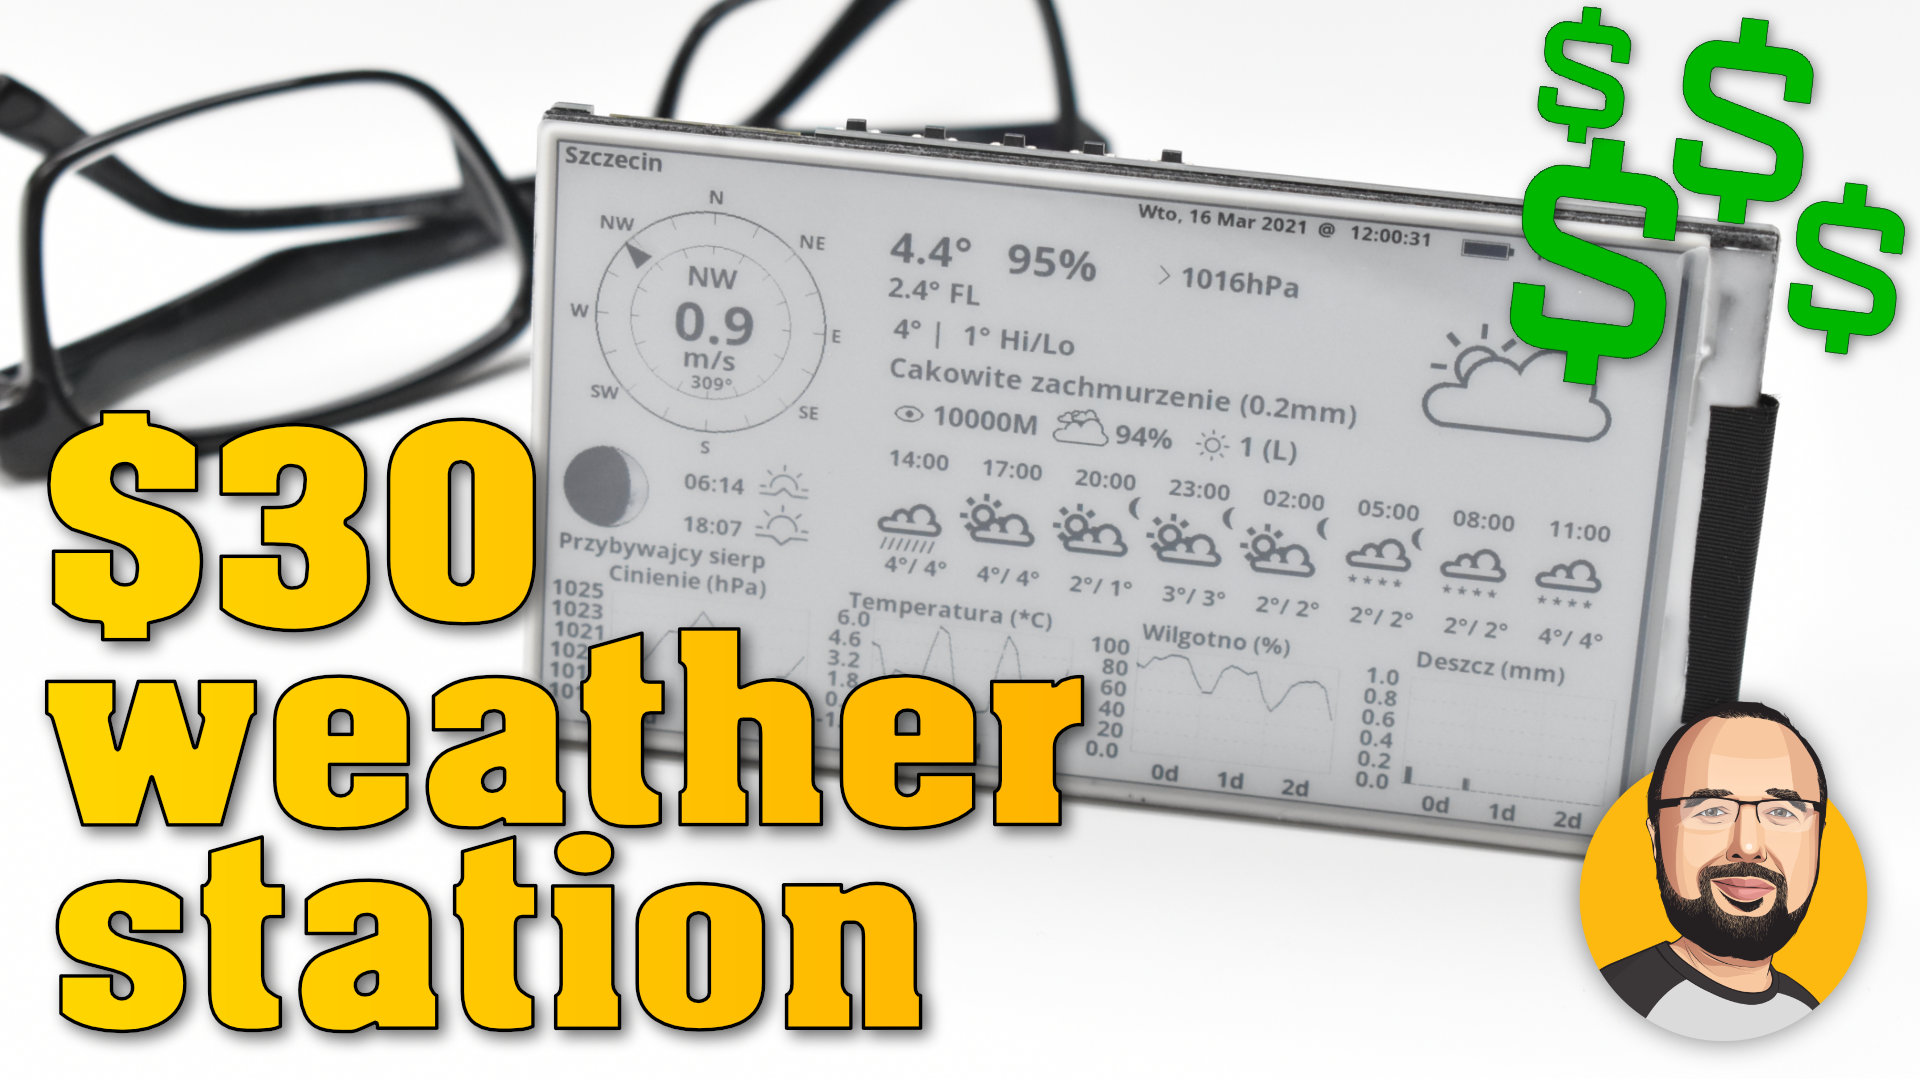 Szczecin
Wto, 16 Mar 2021 @ 12:00:31
N
NW
NE
W
E
SW
SE
S
NW
0.9
m/s
309°
4.4° 95%
> 1016hPa
2.4° FL
4° | 1° Hi/Lo
Cakowite zachmurzenie (0.2mm)
10000M 94% 1 (L)
06:14
18:07
Przybywajcy sierp
14:00 17:00 20:00 23:00 02:00 05:00 08:00 11:00
4°/ 4° 4°/ 4° 2°/ 1° 3°/ 3° 2°/ 2° 2°/ 2° 2°/ 2° 4°/ 4°
Cinienie (hPa)
1025
1023
1021
Temperatura (*C)
6.0
4.6
3.2
1.8
Wilgotno (%)
100
80
60
40
20
0.0
0d 1d 2d
Deszcz (mm)
1.0
0.8
0.6
0.4
0.2
0.0
0d 1d 2d
$30
weather
station
$ $ $ $